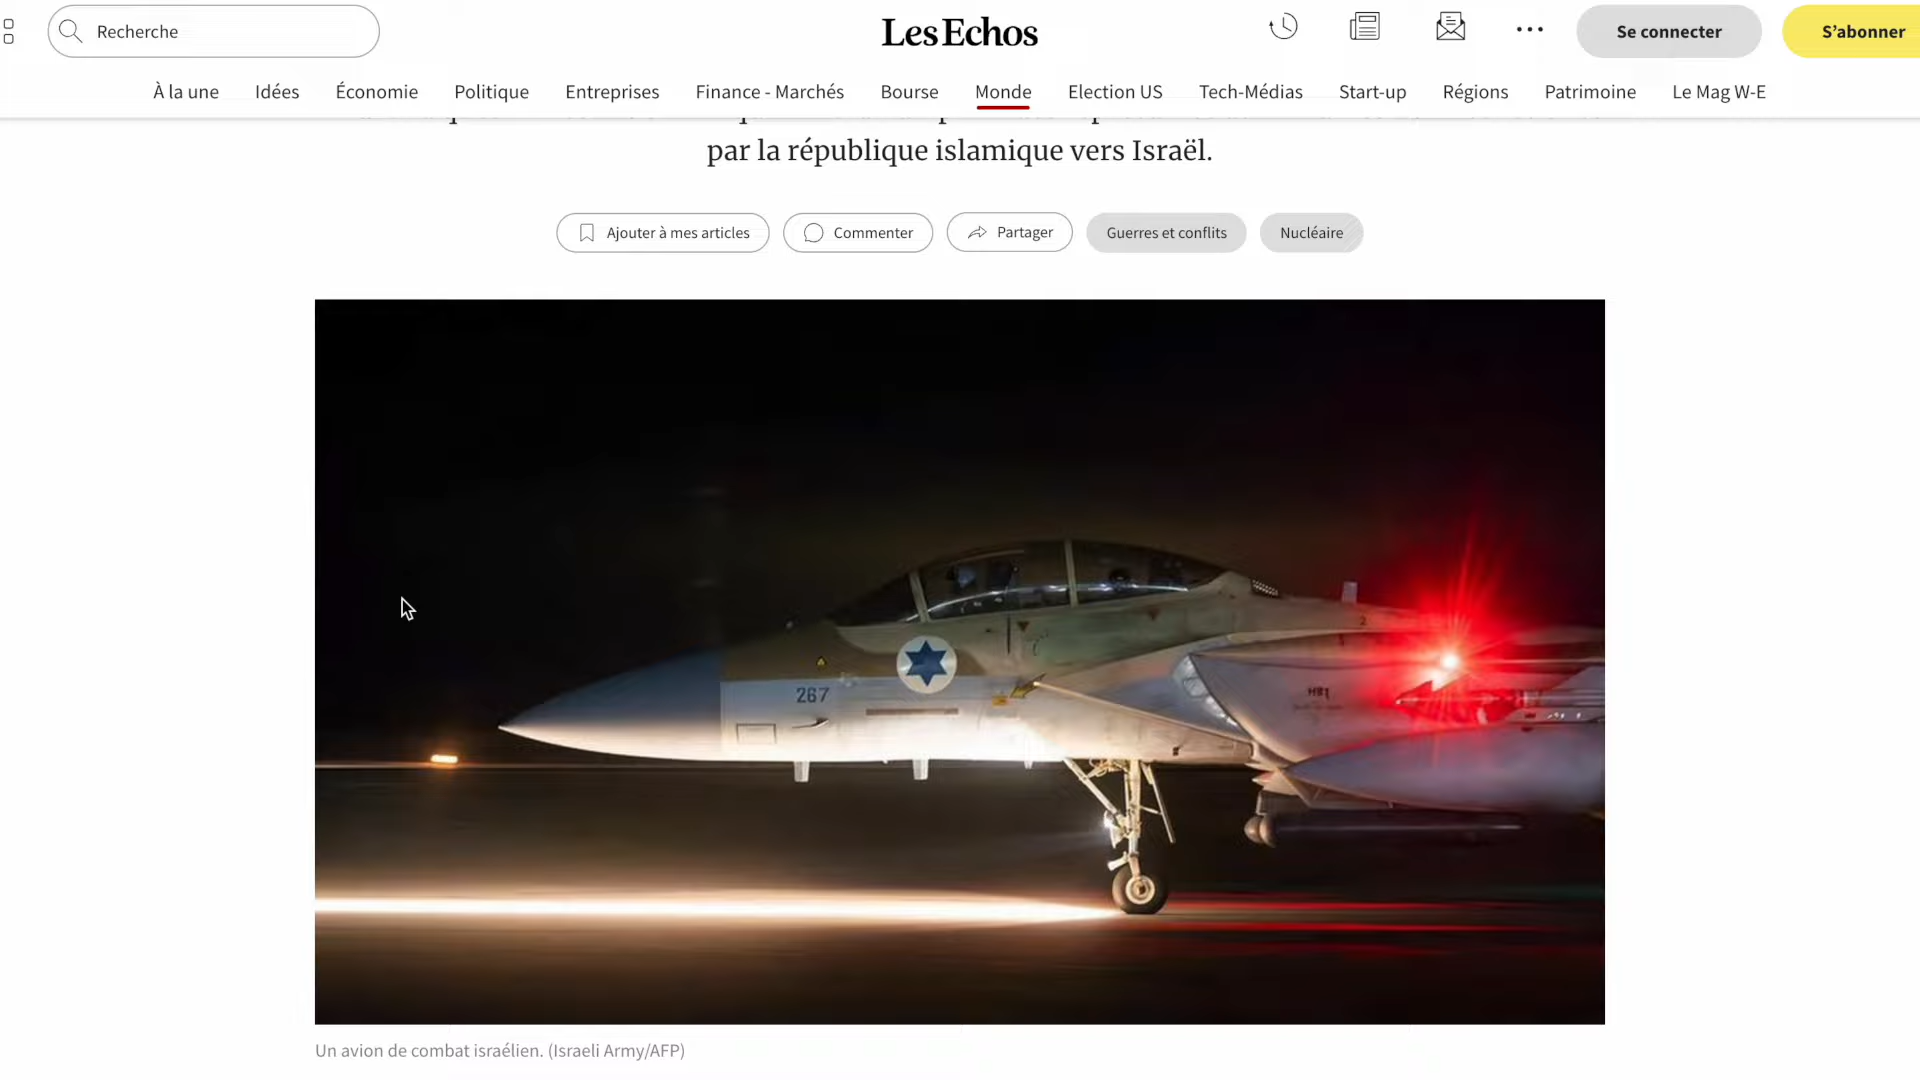 Recherche
Les Echos
Se connecter
S'abonner
À la une
Idées
Économie
Politique
Entreprises
Finance - Marchés
Bourse
Monde
Election US
Tech-Médias
Start-up
Régions
Patrimoine
Le Mag W-E
par la république islamique vers Israël.
Ajouter à mes articles
Commenter
Partager
Guerres et conflits
Nucléaire
267
Un avion de combat israélien. (Israeli Army/AFP)